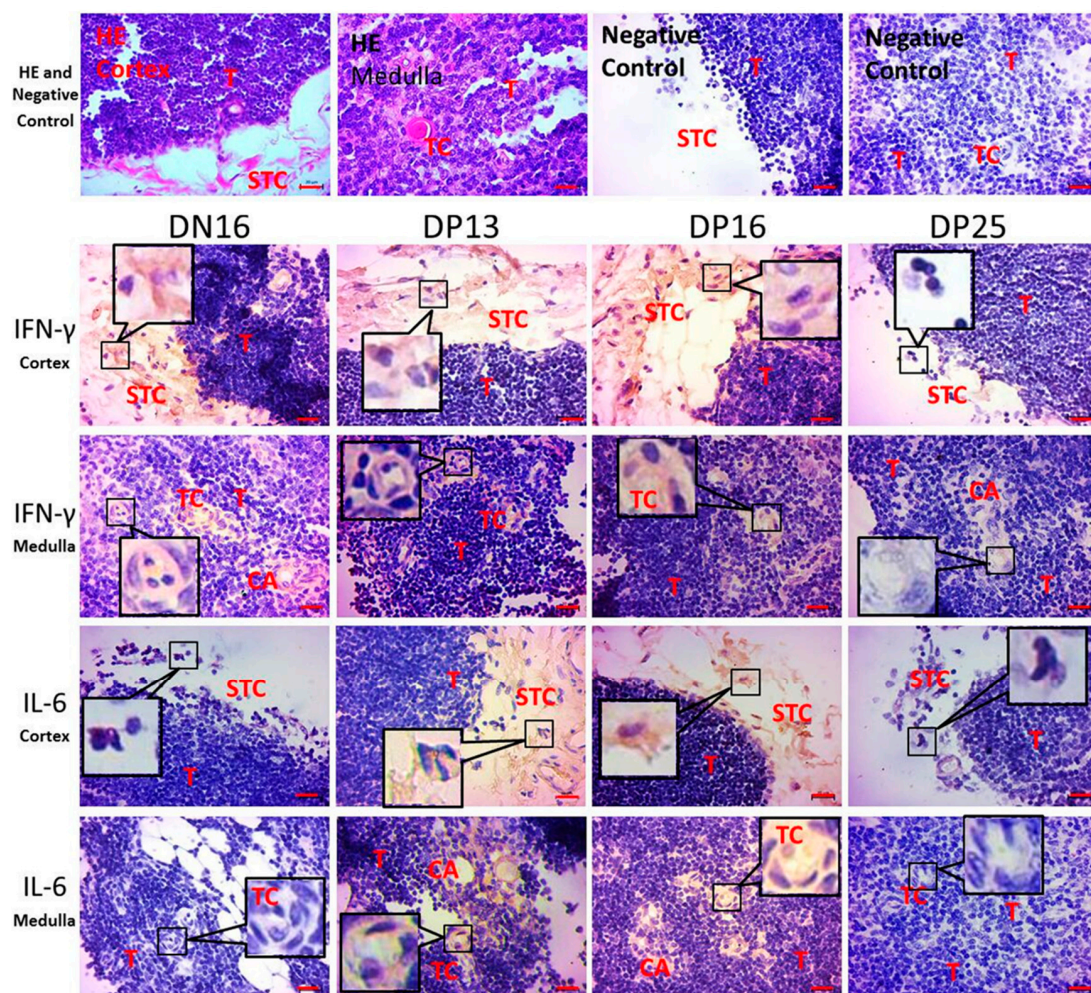 HE and
Negative
Control
HE
Cortex
T
STC
HE
Medulla
T
TC
Negative
Control
T
STC
Negative
Control
T
T
TC
DN16 DP13 DP16 DP25
IFN-γ
Cortex
T
STC
STC
T
STC
T
T
STC
IFN-γ
Medulla
TC T
CA
TC
T
TC
T
T
CA
T
IL-6
Cortex
STC
T
T
STC
STC
T
STC
T
IL-6
Medulla
TC
T
T
CA
TC
TC
CA
T
TC
T
T